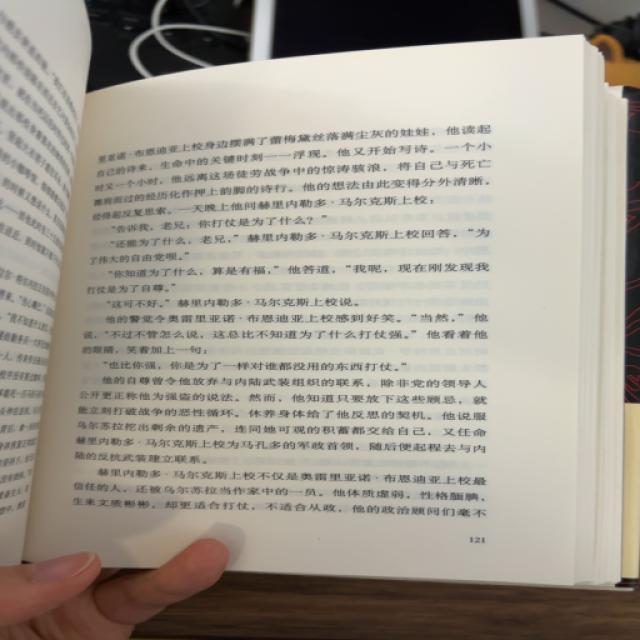 里亚诺·布恩迪亚上校身边摆满了蕾梅黛丝落满尘灰的娃娃，他读起
自己的诗来，生命中的关键时刻一一浮现。他又开始写诗。一个小
时又一个小时，他远离这场徒劳战争中的惊涛骇浪，将自己与死亡
擦肩而过的经历化作押上韵脚的诗行。他的想法由此变得分外清晰，
经得起反复思索。一天晚上他问赫里内勒多·马尔克斯上校：
“告诉我，老兄：你打仗是为了什么？”
“还能为了什么，老兄，”赫里内勒多·马尔克斯上校回答，“为
了伟大的自由党呗。”
“你知道为了什么，算是有福，”他答道，“我呢，现在刚发现我
打仗是为了自尊。”
“这可不好。”赫里内勒多·马尔克斯上校说。
他的警觉令奥雷里亚诺·布恩迪亚上校感到好笑。“当然，”他
说，“不过不管怎么说，这总比不知道为了什么打仗强。”他看着他
的眼睛，笑着加上一句：
“也比你强，你是为了一样对谁都没用的东西打仗。”
他的自尊曾令他放弃与内陆武装组织的联系，除非党的领导人
公开更正称他为强盗的说法。然而，他知道只要放下这些顾忌，就
能立刻打破战争的恶性循环。休养身体给了他反思的契机。他说服
乌尔苏拉挖出剩余的遗产，连同她可观的积蓄都交给自己，又任命
赫里内勒多·马尔克斯上校为马孔多的军政首领，随后便起程去与内
陆的反抗武装建立联系。
赫里内勒多·马尔克斯上校不仅是奥雷里亚诺·布恩迪亚上校最
信任的人，还被乌尔苏拉当作家中的一员。他体质虚弱，性格腼腆，
生来文质彬彬，却更适合打仗，不适合从政，他的政治顾问们毫不
121